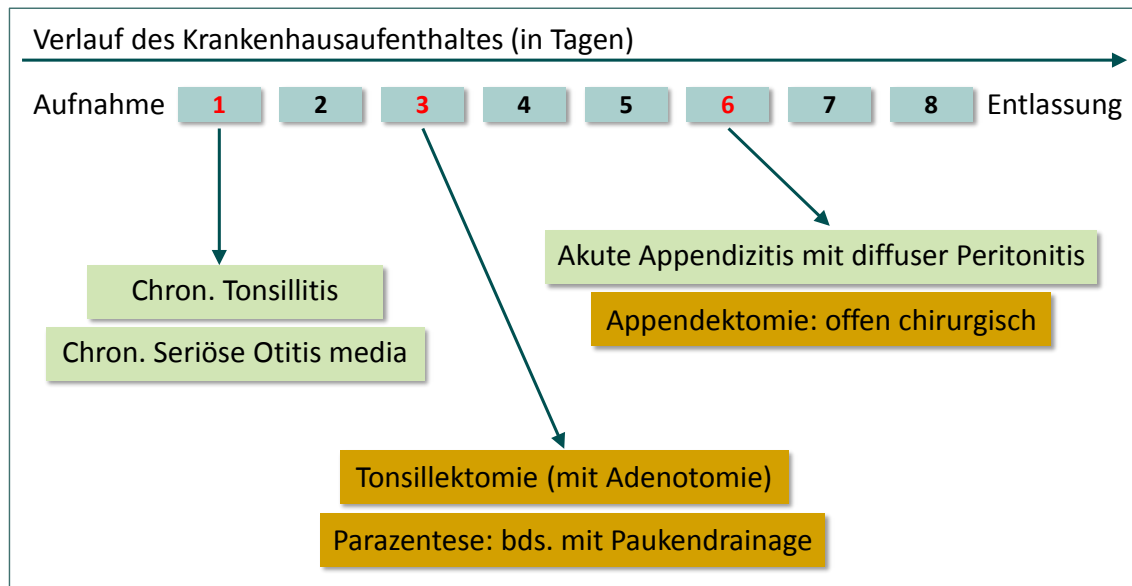 Verlauf des Krankenhausaufenthaltes (in Tagen)
Aufnahme 1 2 3 4 5 6 7 8 Entlassung
Akute Appendizitis mit diffuser Peritonitis
Appendektomie: offen chirurgisch
Chron. Tonsillitis
Chron. Seriöse Otitis media
Tonsillektomie (mit Adenotomie)
Parazentese: bds. mit Paukendrainage